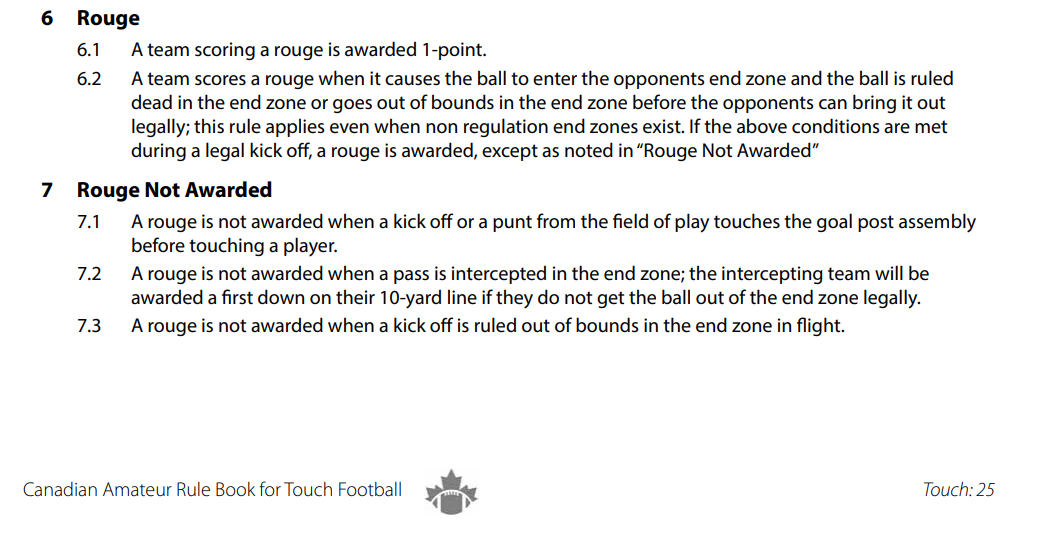 6 Rouge
6.1 A team scoring a rouge is awarded 1-point.
6.2 A team scores a rouge when it causes the ball to enter the opponents end zone and the ball is ruled
dead in the end zone or goes out of bounds in the end zone before the opponents can bring it out
legally; this rule applies even when non regulation end zones exist. If the above conditions are met
during a legal kick off, a rouge is awarded, except as noted in “Rouge Not Awarded”
7 Rouge Not Awarded
7.1 A rouge is not awarded when a kick off or a punt from the field of play touches the goal post assembly
before touching a player.
7.2 A rouge is not awarded when a pass is intercepted in the end zone; the intercepting team will be
awarded a first down on their 10-yard line if they do not get the ball out of the end zone legally.
7.3 A rouge is not awarded when a kick off is ruled out of bounds in the end zone in flight.
Canadian Amateur Rule Book for Touch Football Touch: 25